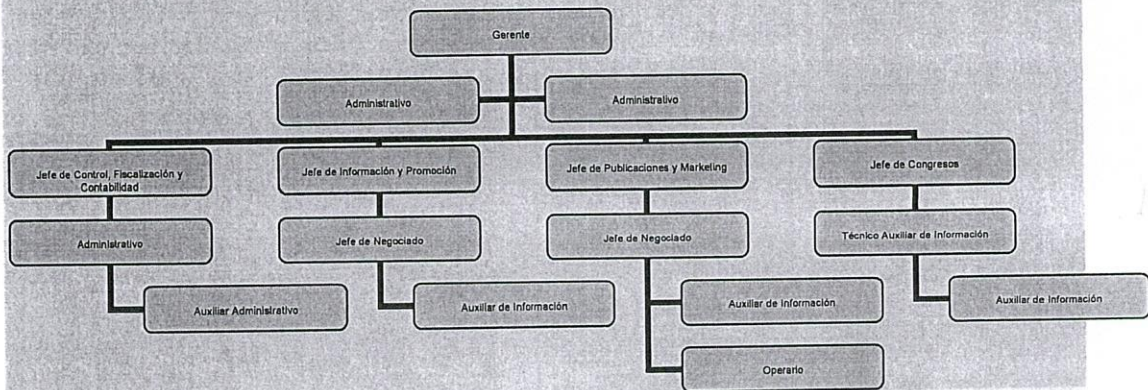 Gerente
Administrativo
Administrativo
Jefe de Control, Fiscalización y
Contabilidad
Jefe de Información y Promoción
Jefe de Publicaciones y Marketing
Jefe de Congresos
Administrativo
Jefe de Negociado
Jefe de Negociado
Técnico Auxiliar de Información
Auxiliar Administrativo
Auxiliar de Información
Auxiliar de Información
Auxiliar de Información
Operario